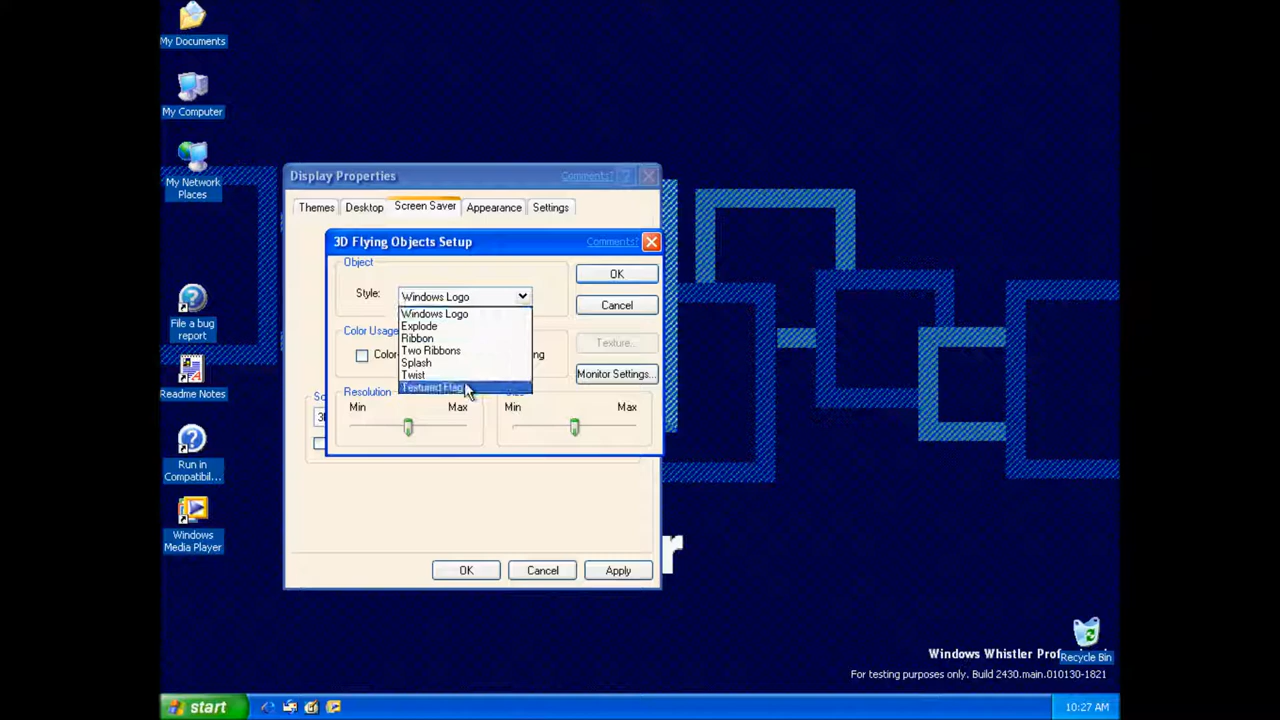 My Documents
My Computer
My Network
Places
File a bug
report
Readme Notes
Run in
Compatibil...
Windows
Media Player
Display Properties
Comments?
Themes
Desktop
Screen Saver
Appearance
Settings
3D Flying Objects Setup
Comments?
Object
Style:
Windows Logo
Windows Logo
Explode
Ribbon
Two Ribbons
Splash
Twist
Textured Flag
OK
Cancel
Texture...
Monitor Settings...
Resolution
Min
Max
Min
Max
OK
Cancel
Apply
Recycle Bin
Windows Whistler
For testing purposes only. Build 2430.main.010130-1821
start
10:27 AM